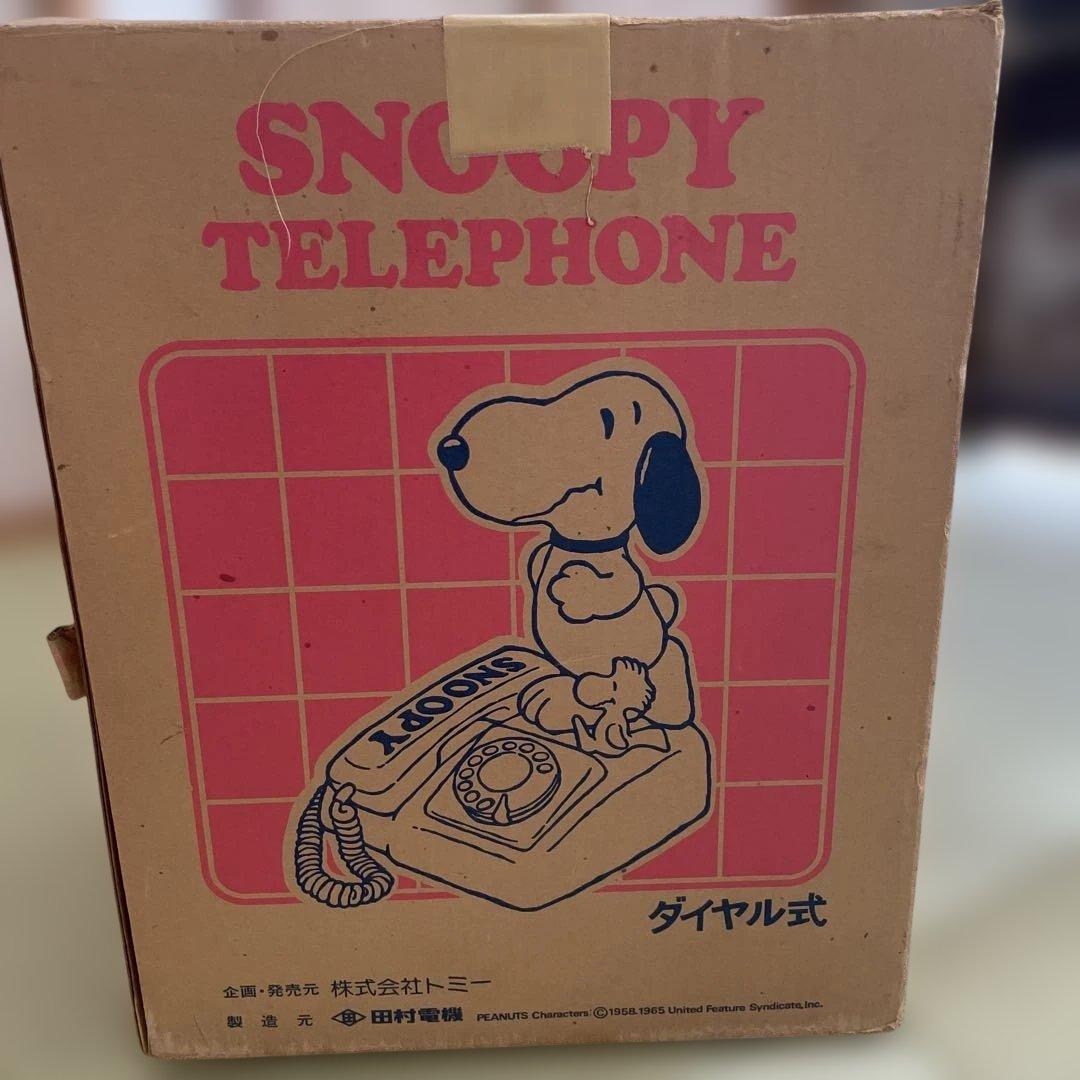 SNOOPY
TELEPHONE
SNOOPY
ダイヤル式
企画・発売元 株式会社トミー
製造元 田村電機 PEANUTS Characters: ©1958.1965 United Feature Syndicate, Inc.